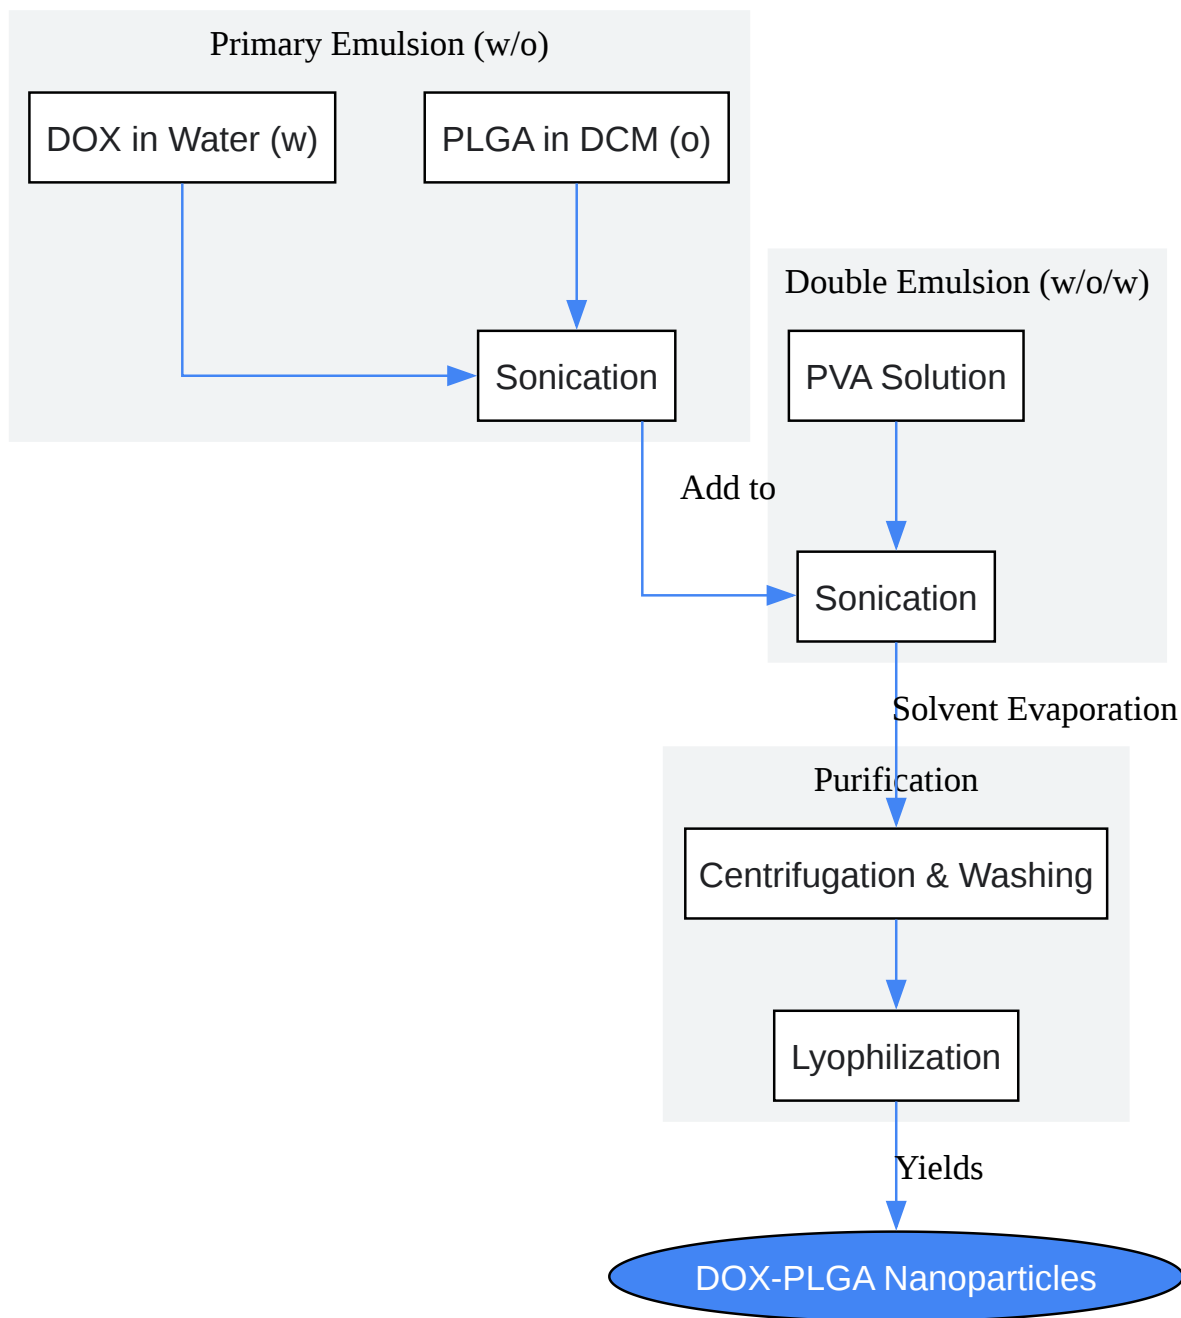 Primary Emulsion (w/o)
DOX in Water (w)
PLGA in DCM (o)
Sonication
Add to
Double Emulsion (w/o/w)
PVA Solution
Sonication
Solvent Evaporation
Purification
Centrifugation & Washing
Lyophilization
Yields
DOX-PLGA Nanoparticles